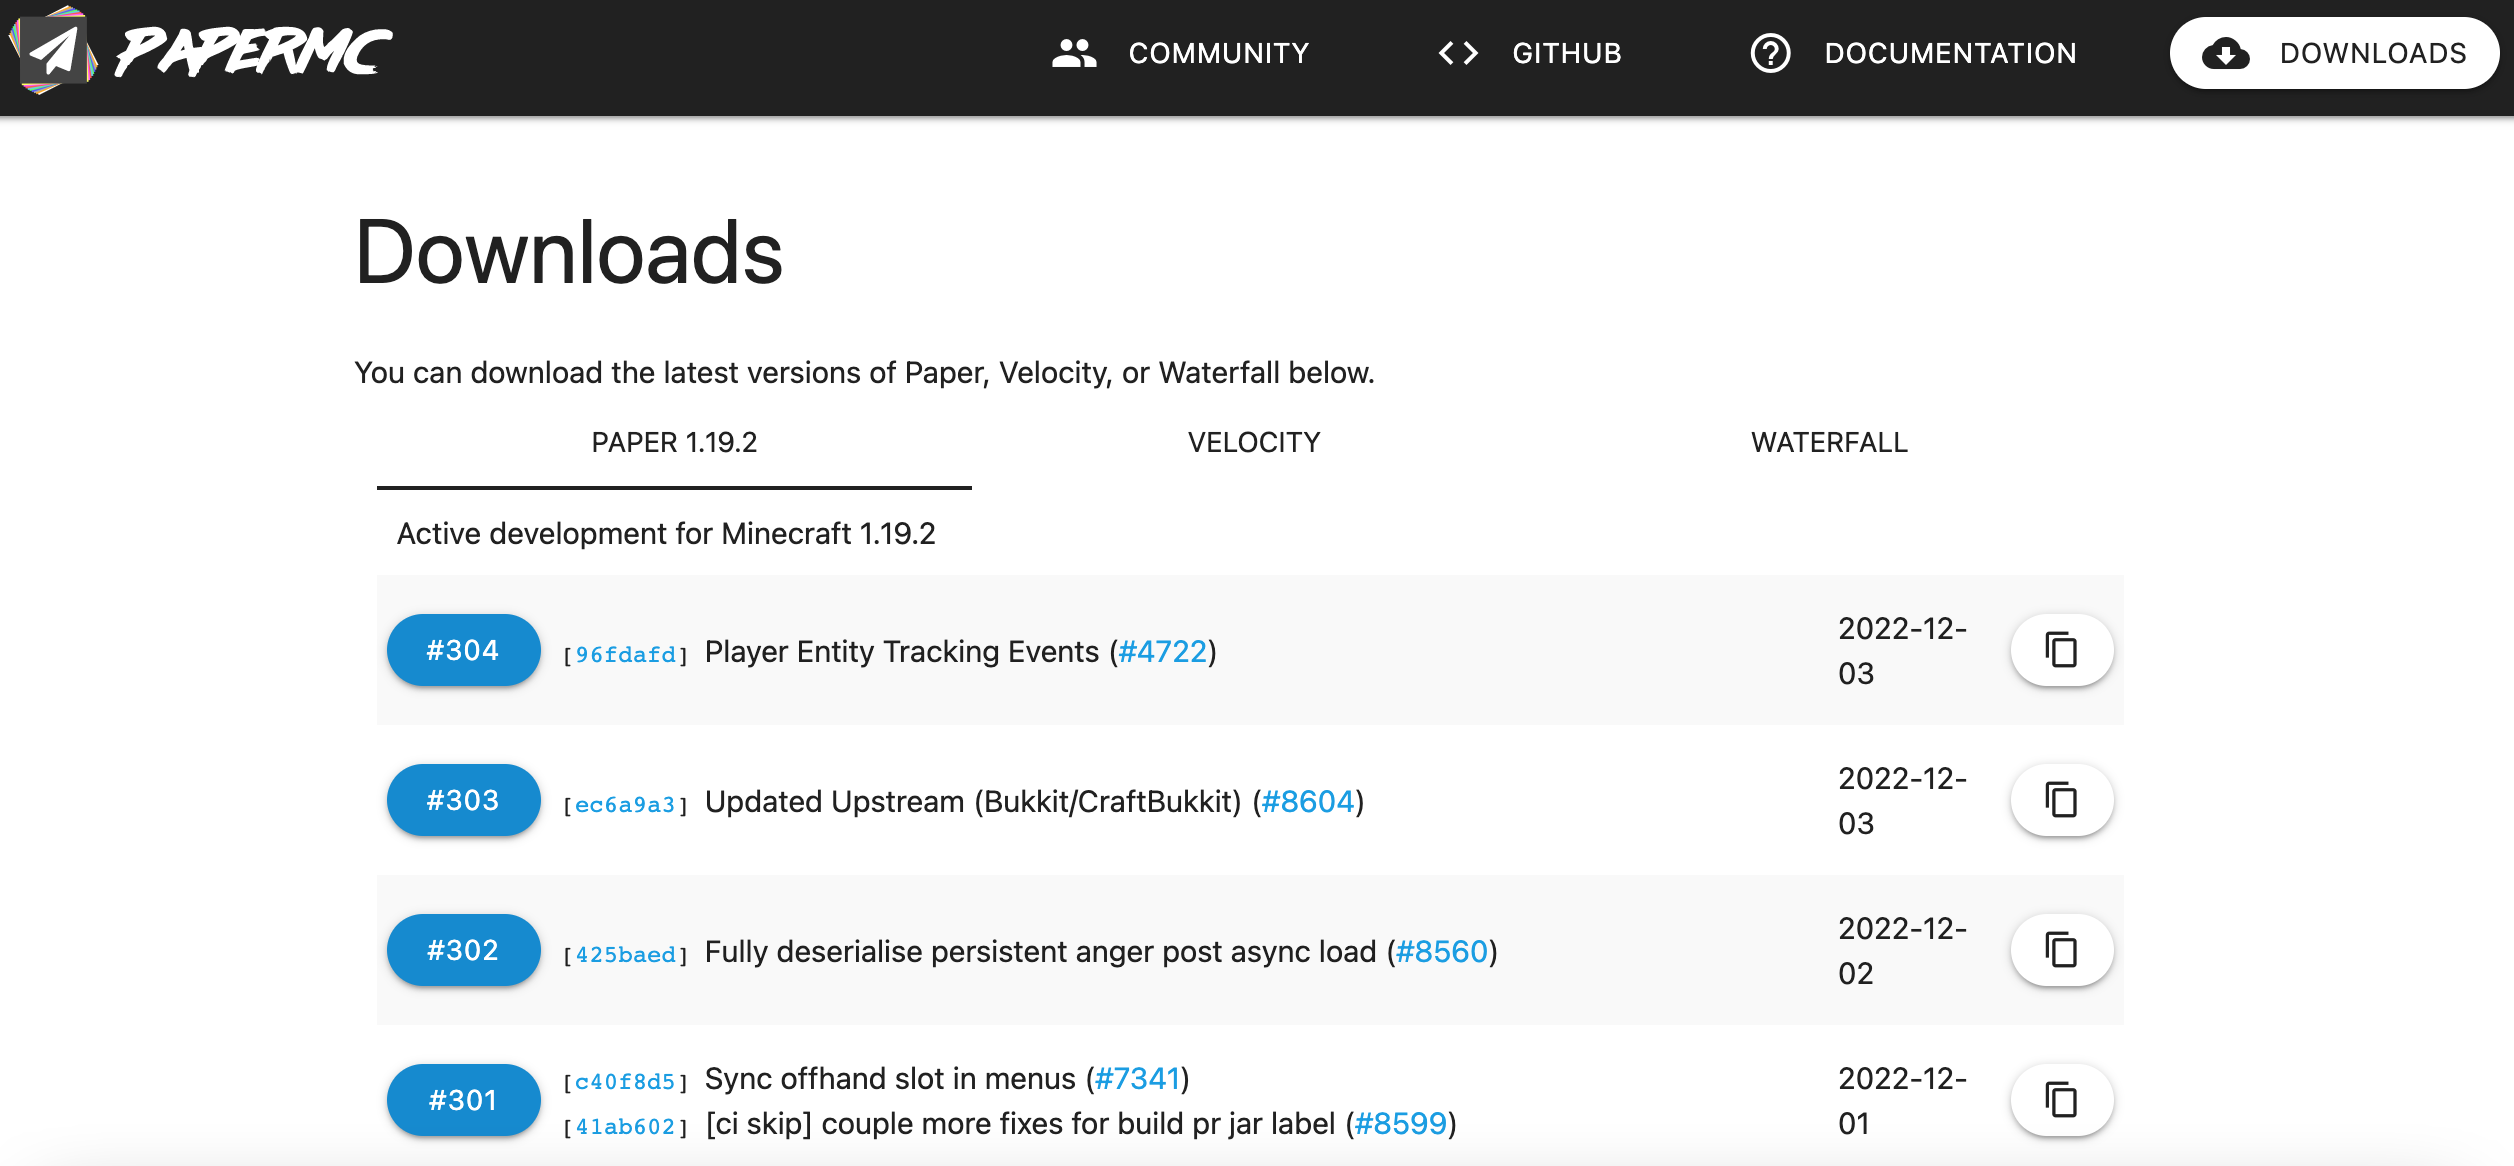 PAPERMC
COMMUNITY
GITHUB
DOCUMENTATION
DOWNLOADS
Downloads
You can download the latest versions of Paper, Velocity, or Waterfall below.
PAPER 1.19.2
VELOCITY
WATERFALL
Active development for Minecraft 1.19.2
#304 [96fdafd] Player Entity Tracking Events (#4722) 2022-12-
03
#303 [ec6a9a3] Updated Upstream (Bukkit/CraftBukkit) (#8604) 2022-12-
03
#302 [425baed] Fully deserialise persistent anger post async load (#8560) 2022-12-
02
#301 [c40f8d5] Sync offhand slot in menus (#7341) 2022-12-
[41ab602] [ci skip] couple more fixes for build pr jar label (#8599) 01